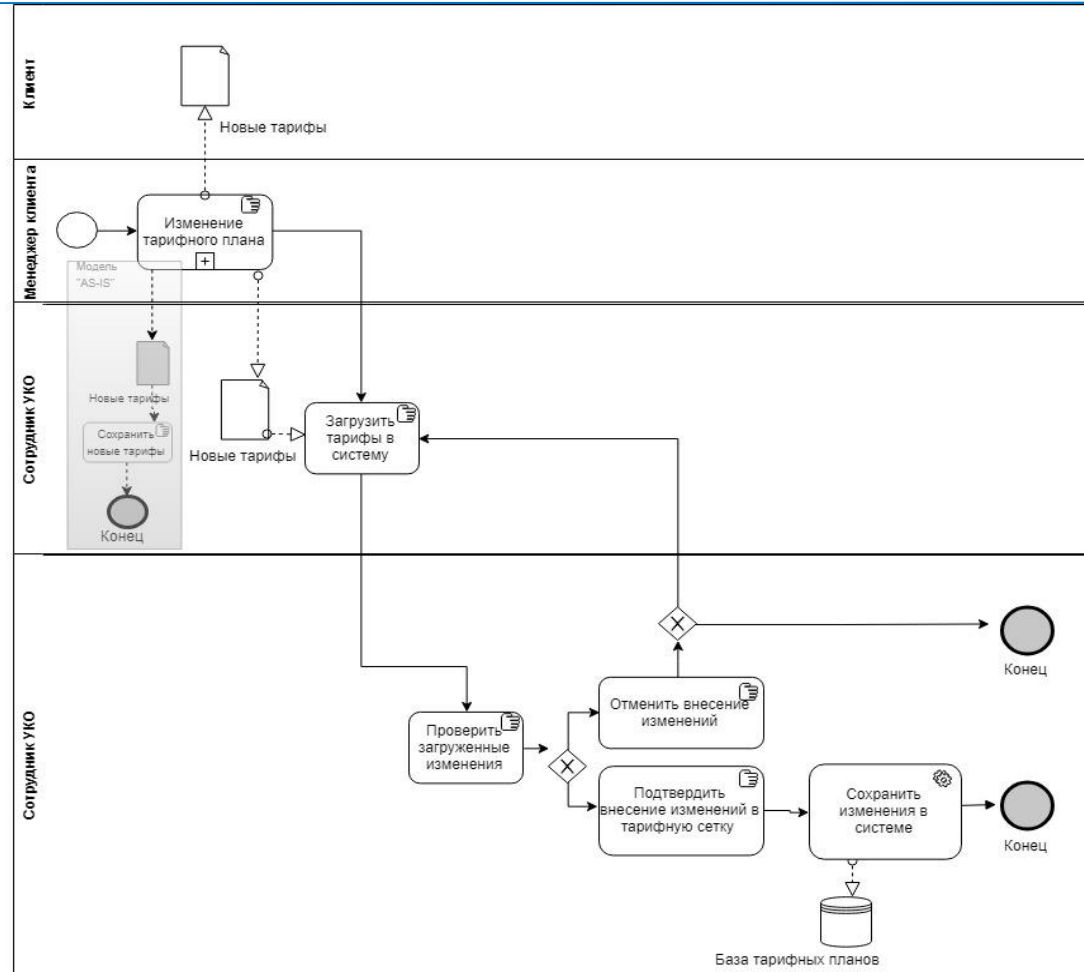 Клиент
Новые тарифы
Менеджер клиента
Изменение
тарифного плана
Модель
"AS-IS"
Сотрудник УКО
Новые тарифы
Сохранить
новые тарифы
Конец
Новые тарифы
Загрузить
тарифы в
систему
Сотрудник УКО
Проверить
загруженные
изменения
Отменить внесение
изменений
Конец
Подтвердить
внесение изменений в
тарифную сетку
Сохранить
изменения в
системе
Конец
База тарифных планов